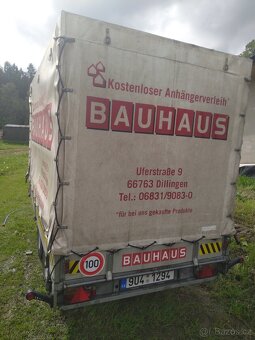 Kostenloser Anhängerverleih*
BAUHAUS
Uferstraße 9
66763 Dillingen
Tel.: 06831/9083-0
*für bei uns gekaufte Produkte
BAUHAUS
100
9U4 1294